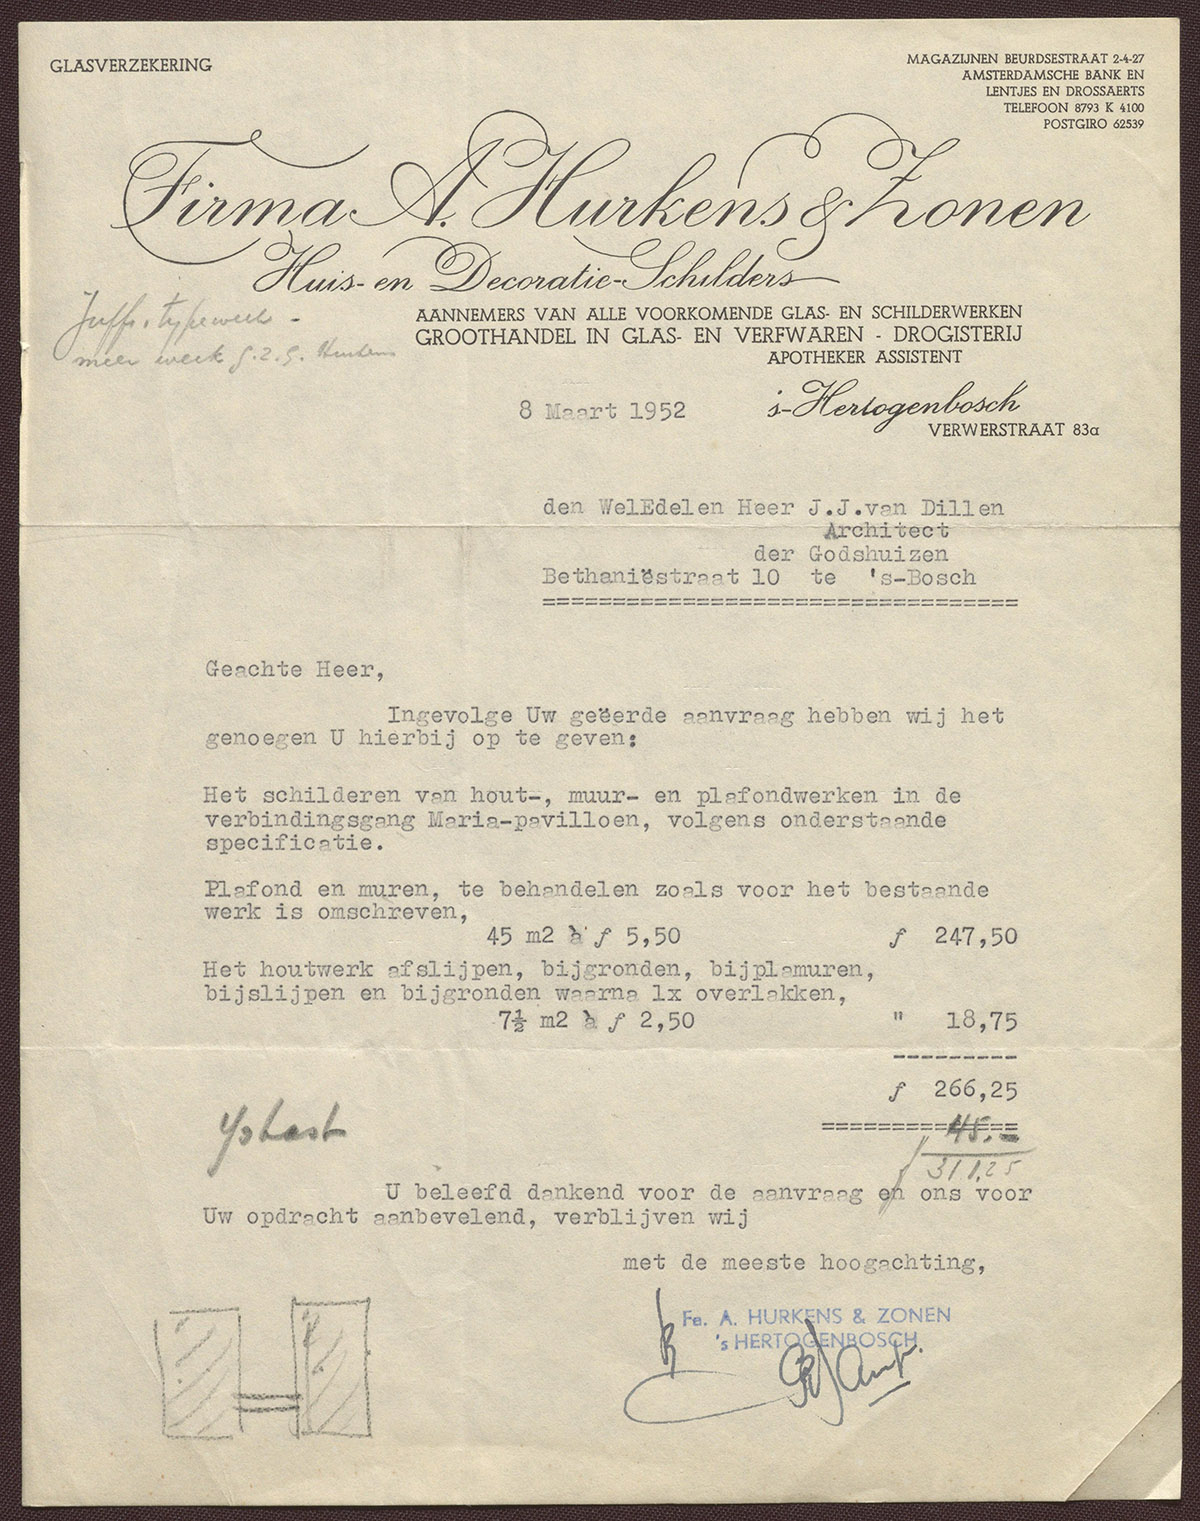 GLASVERZEKERING
MAGAZIJNEN BEURDSESTRAAT 2-4-27
AMSTERDAMSCHE BANK EN
LENTJES EN DROSSAERTS
TELEFOON 8793 K 4100
POSTGIRO 62539
Firma A. Hurkens & Zonen
Huis- en Decoratie-Schilders
AANNEMERS VAN ALLE VOORKOMENDE GLAS- EN SCHILDERWERKEN
GROOTHANDEL IN GLAS- EN VERFWAREN - DROGISTERIJ
APOTHEKER ASSISTENT
meer werk
8 Maart 1952
's-Hertogenbosch
VERWERSTRAAT 83a
den WelEdelen Heer J.J.van Dillen
Architect
der Godshuizen
Bethaniëstraat 10 te 's-Bosch
==================================
Geachte Heer,
Ingevolge Uw geëerde aanvraag hebben wij het
genoegen U hierbij op te geven:
Het schilderen van hout-, muur- en plafondwerken in de
verbindingsgang Maria-pavilloen, volgens onderstaande
specificatie.
Plafond en muren, te behandelen zoals voor het bestaande
werk is omschreven,
45 m2 à ƒ 5,50 ƒ 247,50
Het houtwerk afslijpen, bijgronden, bijplamuren,
bijslijpen en bijgronden waarna 1x overlakken,
7½ m2 à ƒ 2,50 " 18,75
---------
ƒ 266,25
==============
45.-
311,25
U beleefd dankend voor de aanvraag en ons voor
Uw opdracht aanbevelend, verblijven wij
met de meeste hoogachting,
Fa. A. HURKENS & ZONEN
's HERTOGENBOSCH